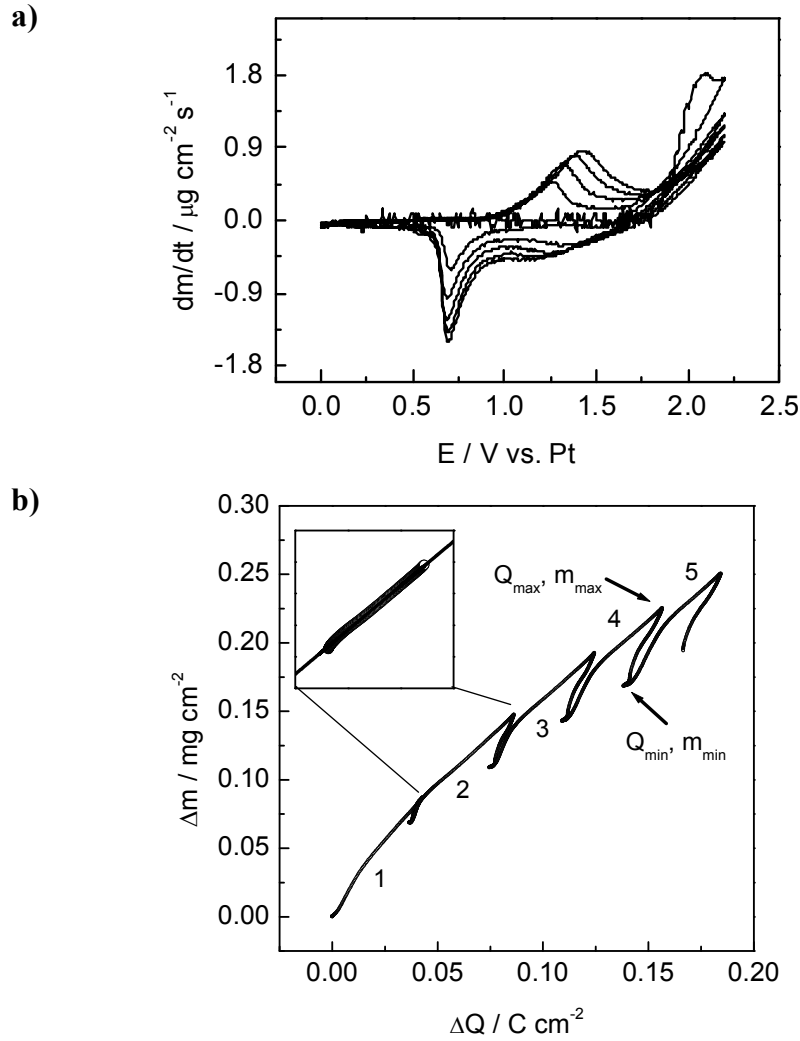 a)
1.8
0.9
0.0
-0.9
-1.8
dm/dt / μg cm⁻² s⁻¹
0.0 0.5 1.0 1.5 2.0 2.5
E / V vs. Pt
b)
0.30
0.25
0.20
0.15
0.10
0.05
0.00
Δm / mg cm⁻²
Q_max, m_max
5
4
Q_min, m_min
3
2
1
0.00 0.05 0.10 0.15 0.20
ΔQ / C cm⁻²